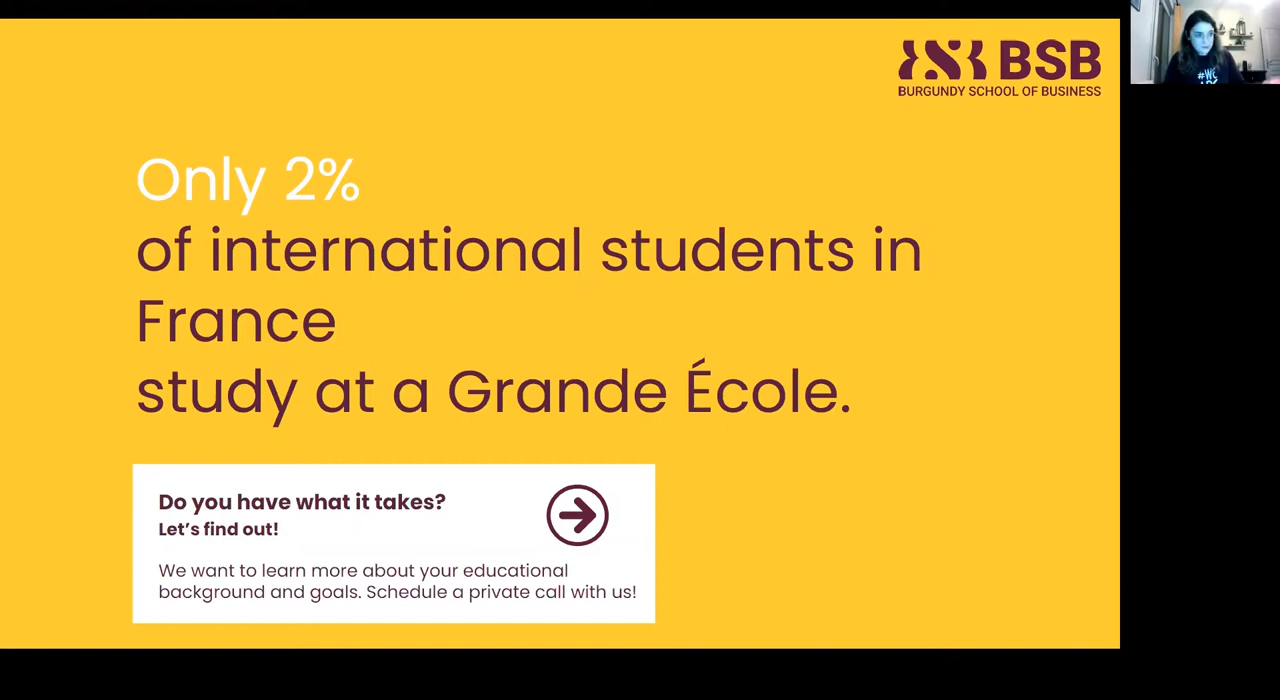 BSB
BURGUNDY SCHOOL OF BUSINESS
Only 2%
of international students in
France
study at a Grande École.
Do you have what it takes?
Let’s find out!
We want to learn more about your educational
background and goals. Schedule a private call with us!